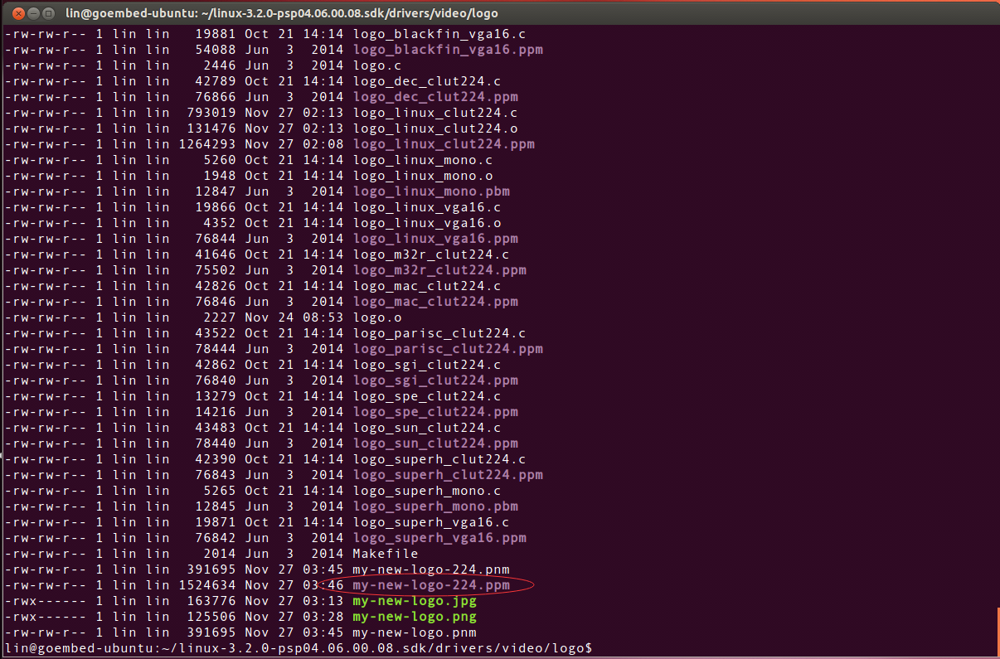 lin@goembed-ubuntu: ~/linux-3.2.0-psp04.06.00.08.sdk/drivers/video/logo
-rw-rw-r-- 1 lin lin   19881 Oct 21 14:14 logo_blackfin_vga16.c
-rw-rw-r-- 1 lin lin   54088 Jun  3  2014 logo_blackfin_vga16.ppm
-rw-rw-r-- 1 lin lin    2446 Jun  3  2014 logo.c
-rw-rw-r-- 1 lin lin   42789 Oct 21 14:14 logo_dec_clut224.c
-rw-rw-r-- 1 lin lin   76866 Jun  3  2014 logo_dec_clut224.ppm
-rw-rw-r-- 1 lin lin  793019 Nov 27 02:13 logo_linux_clut224.c
-rw-rw-r-- 1 lin lin  131476 Nov 27 02:13 logo_linux_clut224.o
-rw-rw-r-- 1 lin lin 1264293 Nov 27 02:08 logo_linux_clut224.ppm
-rw-rw-r-- 1 lin lin    5260 Oct 21 14:14 logo_linux_mono.c
-rw-rw-r-- 1 lin lin    1948 Oct 21 14:14 logo_linux_mono.o
-rw-rw-r-- 1 lin lin   12847 Jun  3  2014 logo_linux_mono.pbm
-rw-rw-r-- 1 lin lin   19866 Oct 21 14:14 logo_linux_vga16.c
-rw-rw-r-- 1 lin lin    4352 Oct 21 14:14 logo_linux_vga16.o
-rw-rw-r-- 1 lin lin   76844 Jun  3  2014 logo_linux_vga16.ppm
-rw-rw-r-- 1 lin lin   41646 Oct 21 14:14 logo_m32r_clut224.c
-rw-rw-r-- 1 lin lin   75502 Jun  3  2014 logo_m32r_clut224.ppm
-rw-rw-r-- 1 lin lin   42826 Oct 21 14:14 logo_mac_clut224.c
-rw-rw-r-- 1 lin lin   76846 Jun  3  2014 logo_mac_clut224.ppm
-rw-rw-r-- 1 lin lin    2227 Nov 24 08:53 logo.o
-rw-rw-r-- 1 lin lin   43522 Oct 21 14:14 logo_parisc_clut224.c
-rw-rw-r-- 1 lin lin   78444 Jun  3  2014 logo_parisc_clut224.ppm
-rw-rw-r-- 1 lin lin   42862 Oct 21 14:14 logo_sgi_clut224.c
-rw-rw-r-- 1 lin lin   76840 Jun  3  2014 logo_sgi_clut224.ppm
-rw-rw-r-- 1 lin lin   13279 Oct 21 14:14 logo_spe_clut224.c
-rw-rw-r-- 1 lin lin   14216 Jun  3  2014 logo_spe_clut224.ppm
-rw-rw-r-- 1 lin lin   43483 Oct 21 14:14 logo_sun_clut224.c
-rw-rw-r-- 1 lin lin   78440 Jun  3  2014 logo_sun_clut224.ppm
-rw-rw-r-- 1 lin lin   42390 Oct 21 14:14 logo_superh_clut224.c
-rw-rw-r-- 1 lin lin   76843 Jun  3  2014 logo_superh_clut224.ppm
-rw-rw-r-- 1 lin lin    5265 Oct 21 14:14 logo_superh_mono.c
-rw-rw-r-- 1 lin lin   12845 Jun  3  2014 logo_superh_mono.pbm
-rw-rw-r-- 1 lin lin   19871 Oct 21 14:14 logo_superh_vga16.c
-rw-rw-r-- 1 lin lin   76842 Jun  3  2014 logo_superh_vga16.ppm
-rw-rw-r-- 1 lin lin    2014 Jun  3  2014 Makefile
-rw-rw-r-- 1 lin lin  391695 Nov 27 03:45 my-new-logo-224.pnm
-rw-rw-r-- 1 lin lin 1524634 Nov 27 03:46 my-new-logo-224.ppm
-rwx------ 1 lin lin  163776 Nov 27 03:13 my-new-logo.jpg
-rwx------ 1 lin lin  125506 Nov 27 03:28 my-new-logo.png
-rw-rw-r-- 1 lin lin  391695 Nov 27 03:45 my-new-logo.pnm
lin@goembed-ubuntu:~/linux-3.2.0-psp04.06.00.08.sdk/drivers/video/logo$